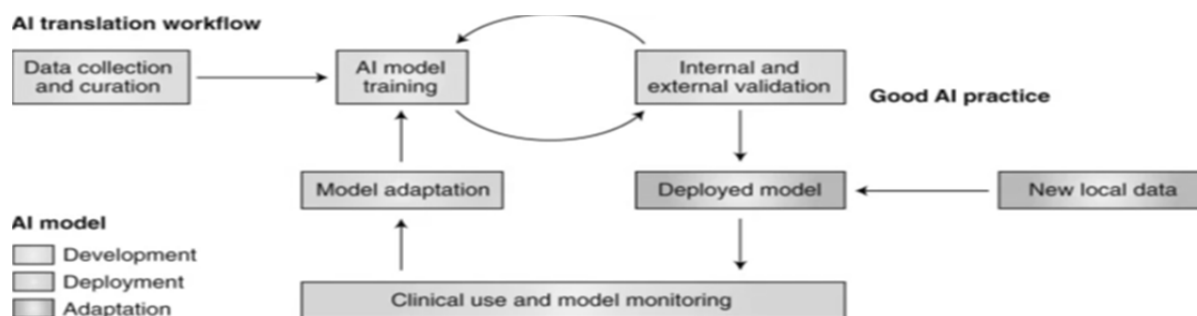 AI translation workflow
Data collection
and curation
AI model
training
Internal and
external validation
Good AI practice
Model adaptation
Deployed model
New local data
AI model
Development
Deployment
Adaptation
Clinical use and model monitoring